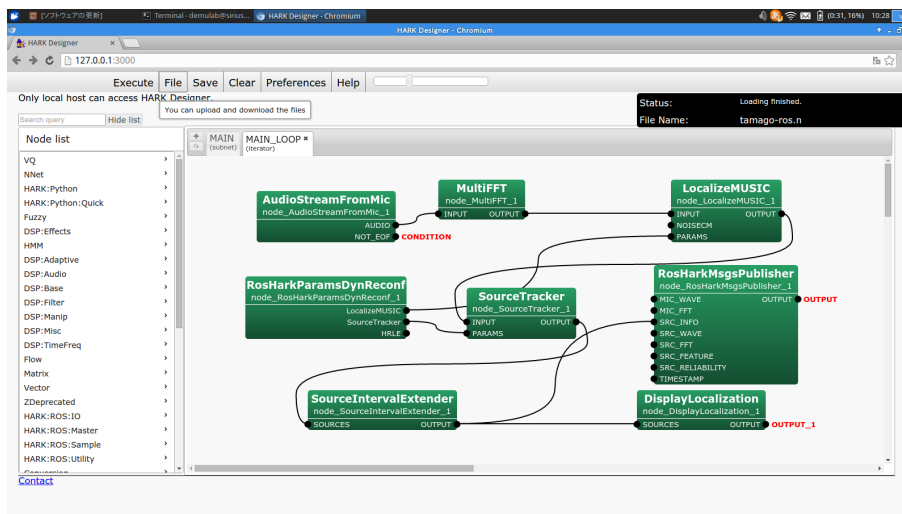 [ソフトウェアの更新]
Terminal - demulab@sirius...
HARK Designer - Chromium
(0:31, 16%) 10:28
HARK Designer - Chromium
HARK Designer ×
127.0.0.1:3000
Execute File Save Clear Preferences Help
Only local host can access HARK Designer.
You can upload and download the files
Status: Loading finished.
File Name: tamago-ros.n
Search query
Hide list
Node list
VQ
NNet
HARK:Python
HARK:Python:Quick
Fuzzy
DSP:Effects
HMM
DSP:Adaptive
DSP:Audio
DSP:Base
DSP:Filter
DSP:Manip
DSP:Misc
DSP:TimeFreq
Flow
Matrix
Vector
ZDeprecated
HARK:ROS:IO
HARK:ROS:Master
HARK:ROS:Sample
HARK:ROS:Utility
Contact
MAIN
(subnet)
MAIN_LOOP ×
(iterator)
AudioStreamFromMic
node_AudioStreamFromMic_1
AUDIO
NOT_EOF
CONDITION
MultiFFT
node_MultiFFT_1
INPUT OUTPUT
LocalizeMUSIC
node_LocalizeMUSIC_1
INPUT OUTPUT
NOISECM
PARAMS
RosHarkParamsDynReconf
node_RosHarkParamsDynReconf_1
LocalizeMUSIC
SourceTracker
HRLE
SourceTracker
node_SourceTracker_1
INPUT OUTPUT
PARAMS
RosHarkMsgsPublisher
node_RosHarkMsgsPublisher_1
MIC_WAVE OUTPUT
OUTPUT
MIC_FFT
SRC_INFO
SRC_WAVE
SRC_FFT
SRC_FEATURE
SRC_RELIABILITY
TIMESTAMP
SourceIntervalExtender
node_SourceIntervalExtender_1
SOURCES OUTPUT
DisplayLocalization
node_DisplayLocalization_1
SOURCES OUTPUT
OUTPUT_1